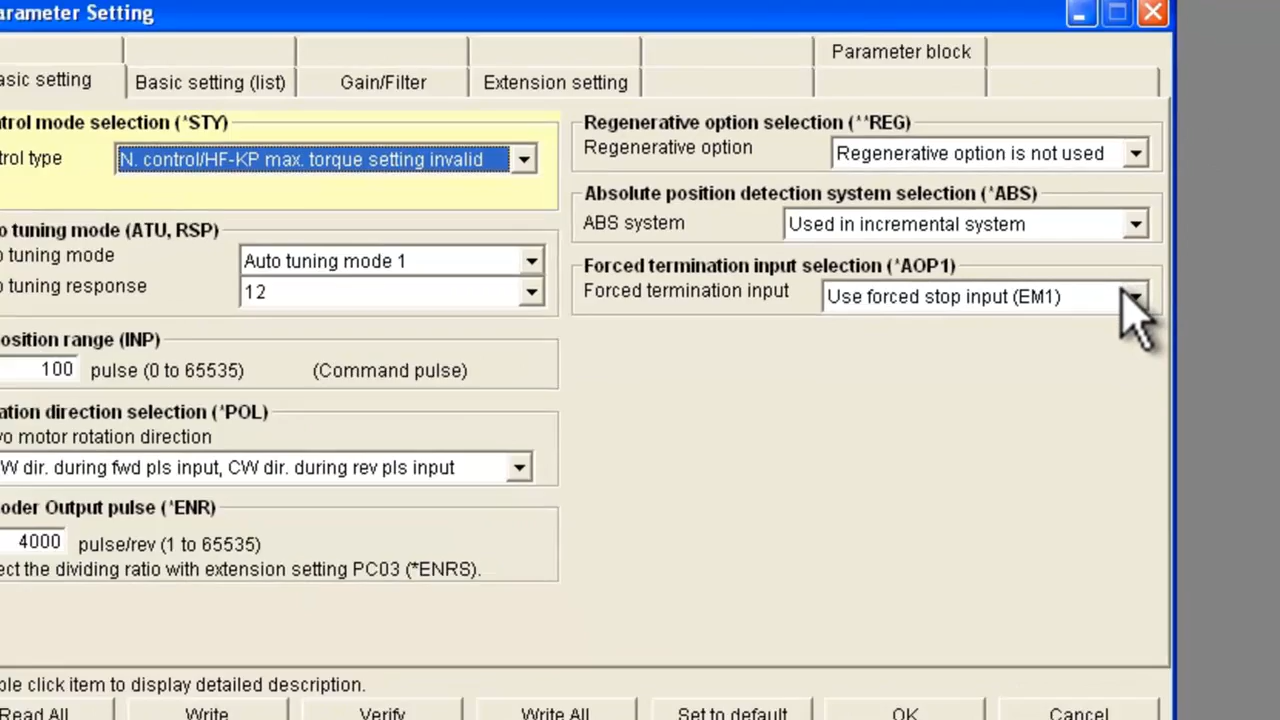 arameter Setting
Parameter block
asic setting
Basic setting (list)
Gain/Filter
Extension setting
ntrol mode selection (*STY)
trol type
N. control/HF-KP max. torque setting invalid
o tuning mode (ATU, RSP)
o tuning mode
Auto tuning mode 1
o tuning response
12
osition range (INP)
100
pulse (0 to 65535)
(Command pulse)
ation direction selection (*POL)
vo motor rotation direction
W dir. during fwd pls input, CW dir. during rev pls input
oder Output pulse (*ENR)
4000
pulse/rev (1 to 65535)
ect the dividing ratio with extension setting PC03 (*ENRS).
Regenerative option selection (**REG)
Regenerative option
Regenerative option is not used
Absolute position detection system selection (*ABS)
ABS system
Used in incremental system
Forced termination input selection (*AOP1)
Forced termination input
Use forced stop input (EM1)
ble click item to display detailed description.
Read All
Write
Verify
Write All
Set to default
OK
Cancel